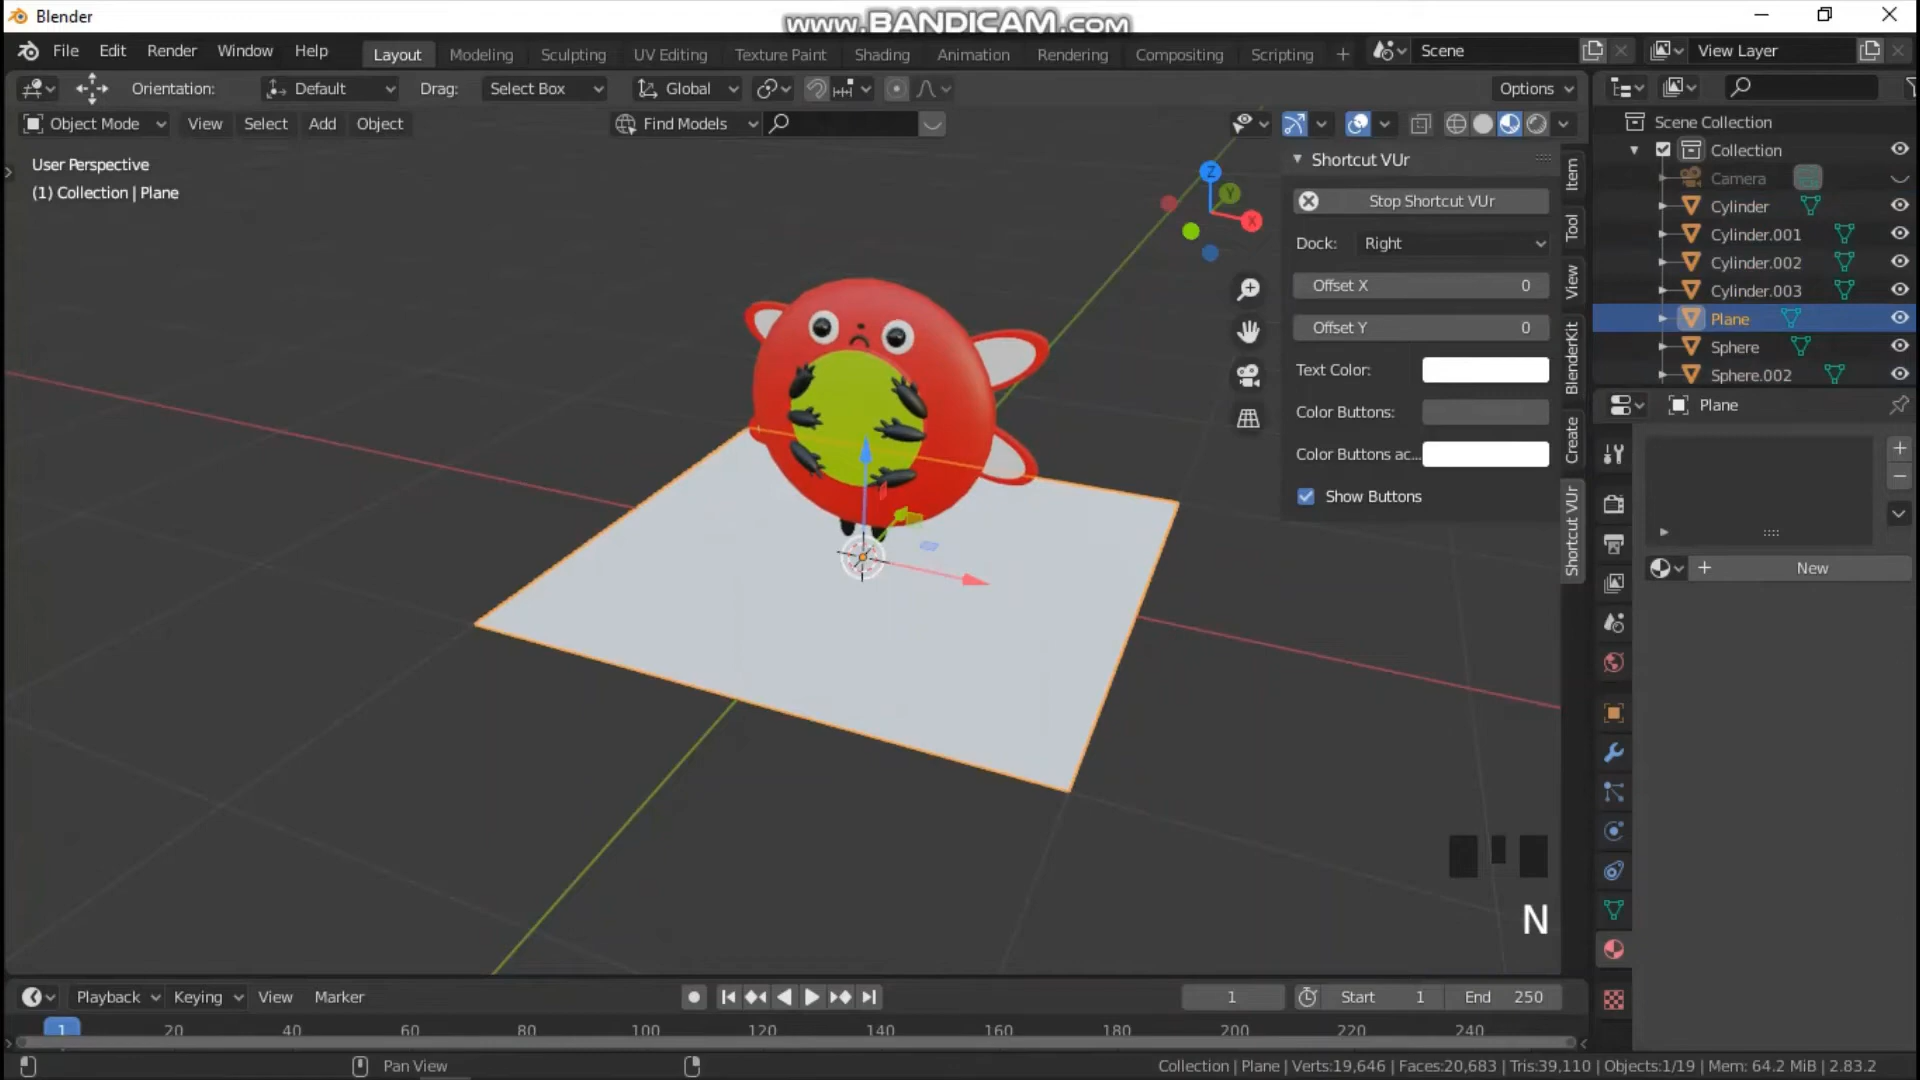 Blender
www.BANDICAM.com
File Edit Render Window Help
Layout Modeling Sculpting UV Editing Texture Paint Shading Animation Rendering Compositing Scripting +
Scene
View Layer
Orientation: Default Drag: Select Box Global Options
Object Mode View Select Add Object Find Models
User Perspective
(1) Collection | Plane
Z
Y
X
Shortcut VUr
Stop Shortcut VUr
Dock: Right
Offset X 0
Offset Y 0
Text Color:
Color Buttons:
Color Buttons ac...
Show Buttons
Item
Tool
View
BlenderKit
Create
Shortcut VUr
Scene Collection
Collection
Camera
Cylinder
Cylinder.001
Cylinder.002
Cylinder.003
Plane
Sphere
Sphere.002
Plane
New
N
Playback Keying View Marker
1 Start 1 End 250
1 20 40 60 80 100 120 140 160 180 200 220 240
Pan View
Collection | Plane | Verts:19,646 | Faces:20,683 | Tris:39,110 | Objects:1/19 | Mem: 64.2 MiB | 2.83.2